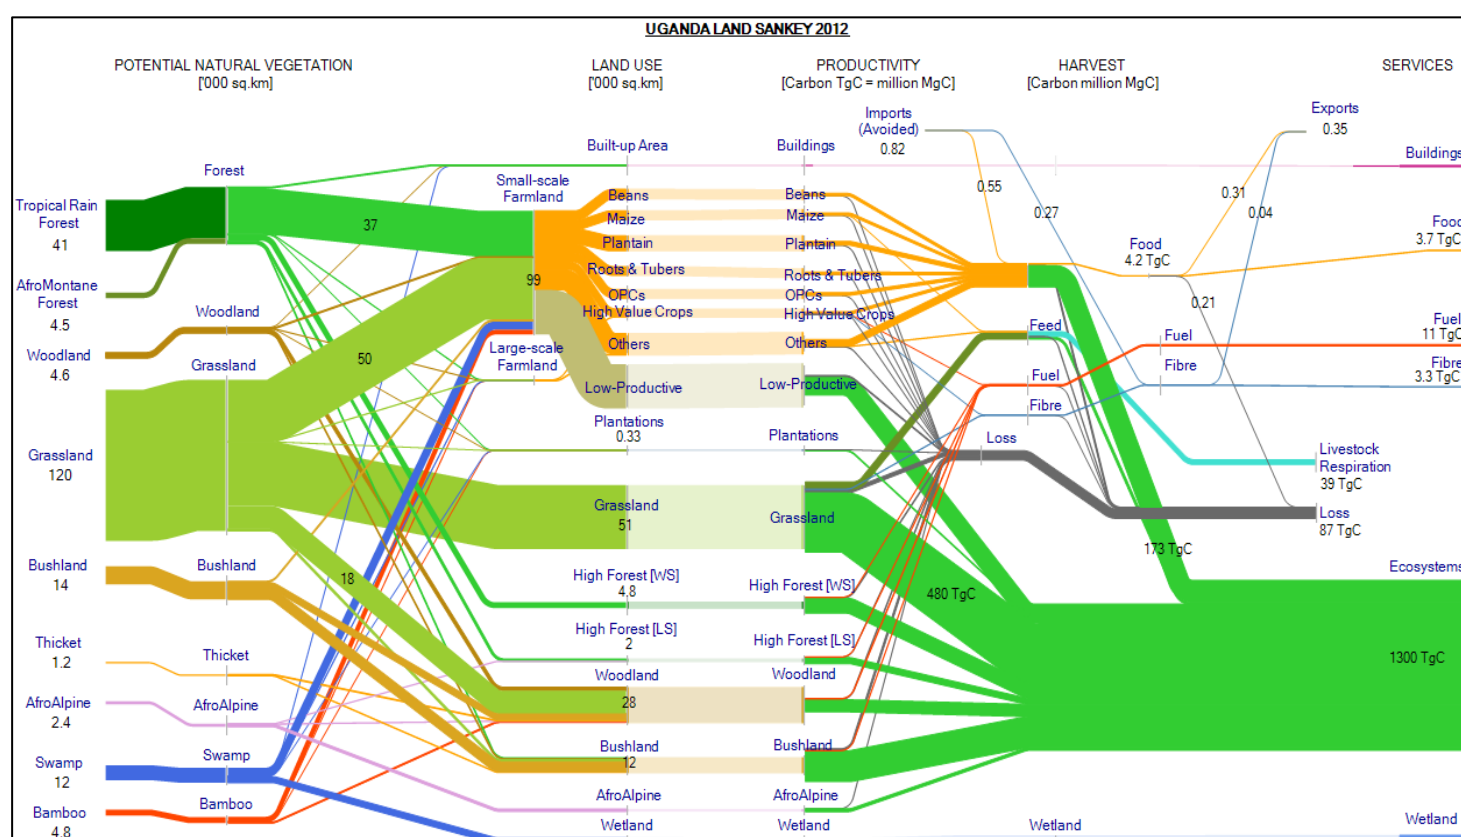 UGANDA LAND SANKEY 2012
POTENTIAL NATURAL VEGETATION
['000 sq.km]
LAND USE
['000 sq.km]
PRODUCTIVITY
[Carbon TgC = million MgC]
HARVEST
[Carbon million MgC]
SERVICES
Tropical Rain
Forest
41
AfroMontane
Forest
4.5
Woodland
4.6
Grassland
120
Bushland
14
Thicket
1.2
AfroAlpine
2.4
Swamp
12
Bamboo
4.8
Forest
Woodland
Grassland
Bushland
Thicket
AfroAlpine
Swamp
Bamboo
37
50
18
Small-scale
Farmland
99
Large-scale
Farmland
Built-up Area
Beans
Maize
Plantain
Roots & Tubers
OPCs
High Value Crops
Others
Low-Productive
Plantations
0.33
Grassland
51
High Forest [WS]
4.8
High Forest [LS]
2
Woodland
28
Bushland
12
AfroAlpine
Wetland
Buildings
Beans
Maize
Plantain
Roots & Tubers
OPCs
High Value Crops
Others
Low-Productive
Plantations
Grassland
High Forest [WS]
High Forest [LS]
Woodland
Bushland
AfroAlpine
Wetland
Imports
(Avoided)
0.82
0.55
0.27
480 TgC
Loss
Feed
Fuel
Fibre
Wetland
Food
4.2 TgC
Fuel
Fibre
173 TgC
0.31
0.04
0.21
Exports
0.35
Livestock
Respiration
39 TgC
Loss
87 TgC
Buildings
Food
3.7 TgC
Fuel
11 TgC
Fibre
3.3 TgC
Ecosystems
1300 TgC
Wetland